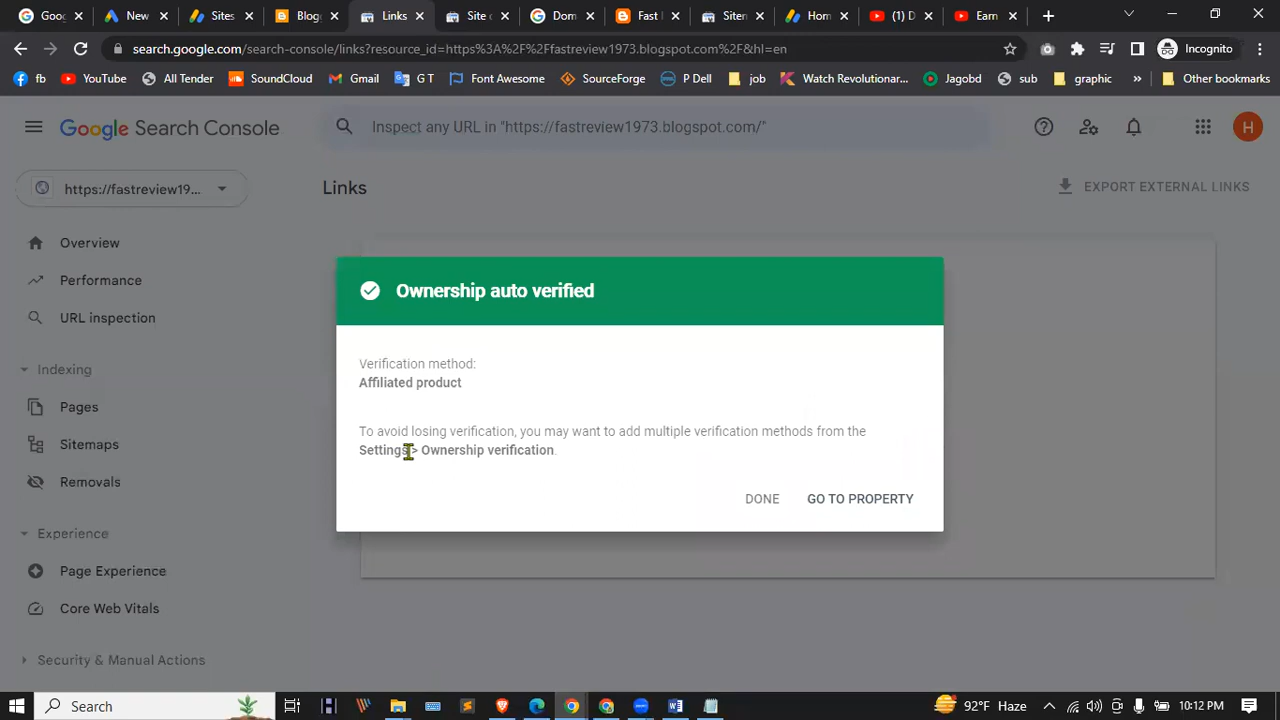 Goo
New
Sites
Blog
Links
Site c
Dom
Fast I
Siten
Hom
(1) D
Earn
search.google.com/search-console/links?resource_id=https%3A%2F%2Ffastreview1973.blogspot.com%2F&hl=en
Incognito
fb
YouTube
All Tender
SoundCloud
Gmail
G T
Font Awesome
SourceForge
P Dell
job
Watch Revolutionar...
Jagobd
sub
graphic
»
Other bookmarks
Google Search Console
Inspect any URL in "https://fastreview1973.blogspot.com/"
H
https://fastreview19...
Links
EXPORT EXTERNAL LINKS
Overview
Performance
URL inspection
Indexing
Pages
Sitemaps
Removals
Experience
Page Experience
Core Web Vitals
Security & Manual Actions
Ownership auto verified
Verification method:
Affiliated product
To avoid losing verification, you may want to add multiple verification methods from the
Settings > Ownership verification.
DONE
GO TO PROPERTY
Search
92°F Haze
10:12 PM